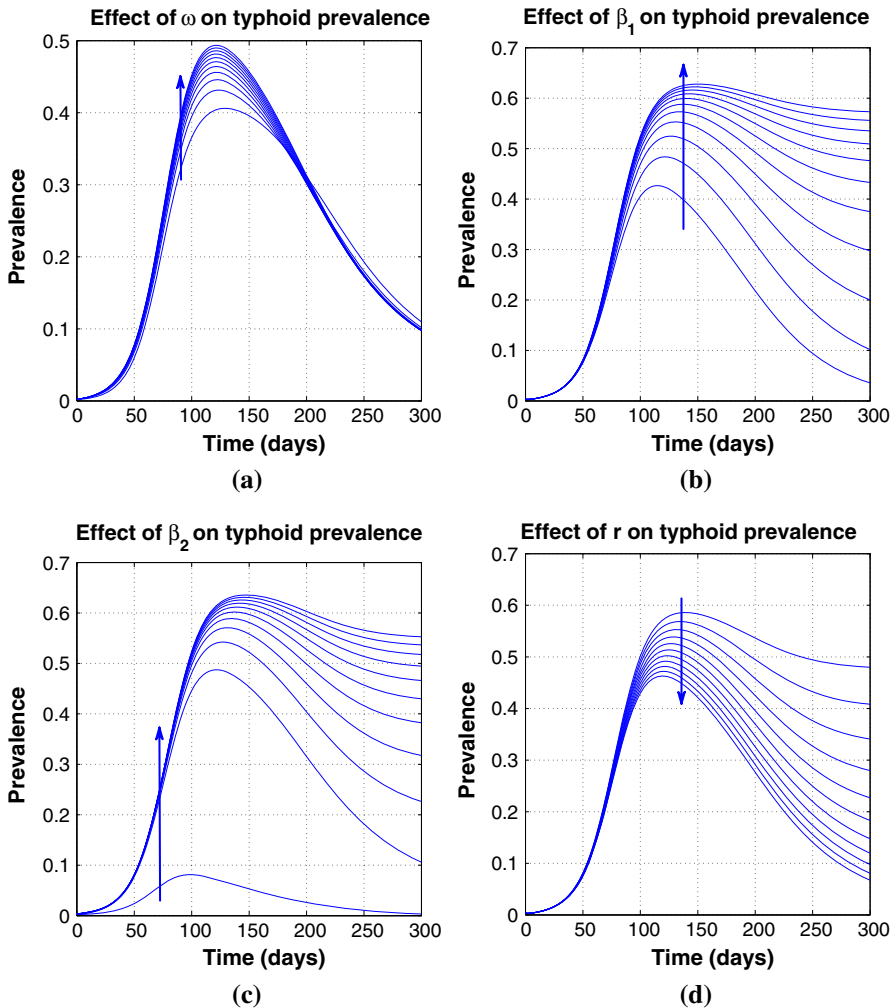 Effect of ω on typhoid prevalence
Prevalence
0.5
0.4
0.3
0.2
0.1
0
0 50 100 150 200 250 300
Time (days)
(a)
Effect of β1 on typhoid prevalence
Prevalence
0.7
0.6
0.5
0.4
0.3
0.2
0.1
0
0 50 100 150 200 250 300
Time (days)
(b)
Effect of β2 on typhoid prevalence
Prevalence
0.7
0.6
0.5
0.4
0.3
0.2
0.1
0
0 50 100 150 200 250 300
Time (days)
(c)
Effect of r on typhoid prevalence
Prevalence
0.7
0.6
0.5
0.4
0.3
0.2
0.1
0
0 50 100 150 200 250 300
Time (days)
(d)